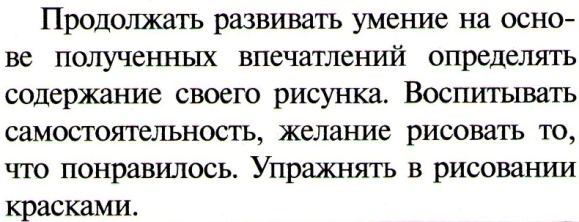 Продолжать развивать умение на осно-
ве полученных впечатлений определять
содержание своего рисунка. Воспитывать
самостоятельность, желание рисовать то,
что понравилось. Упражнять в рисовании
красками.